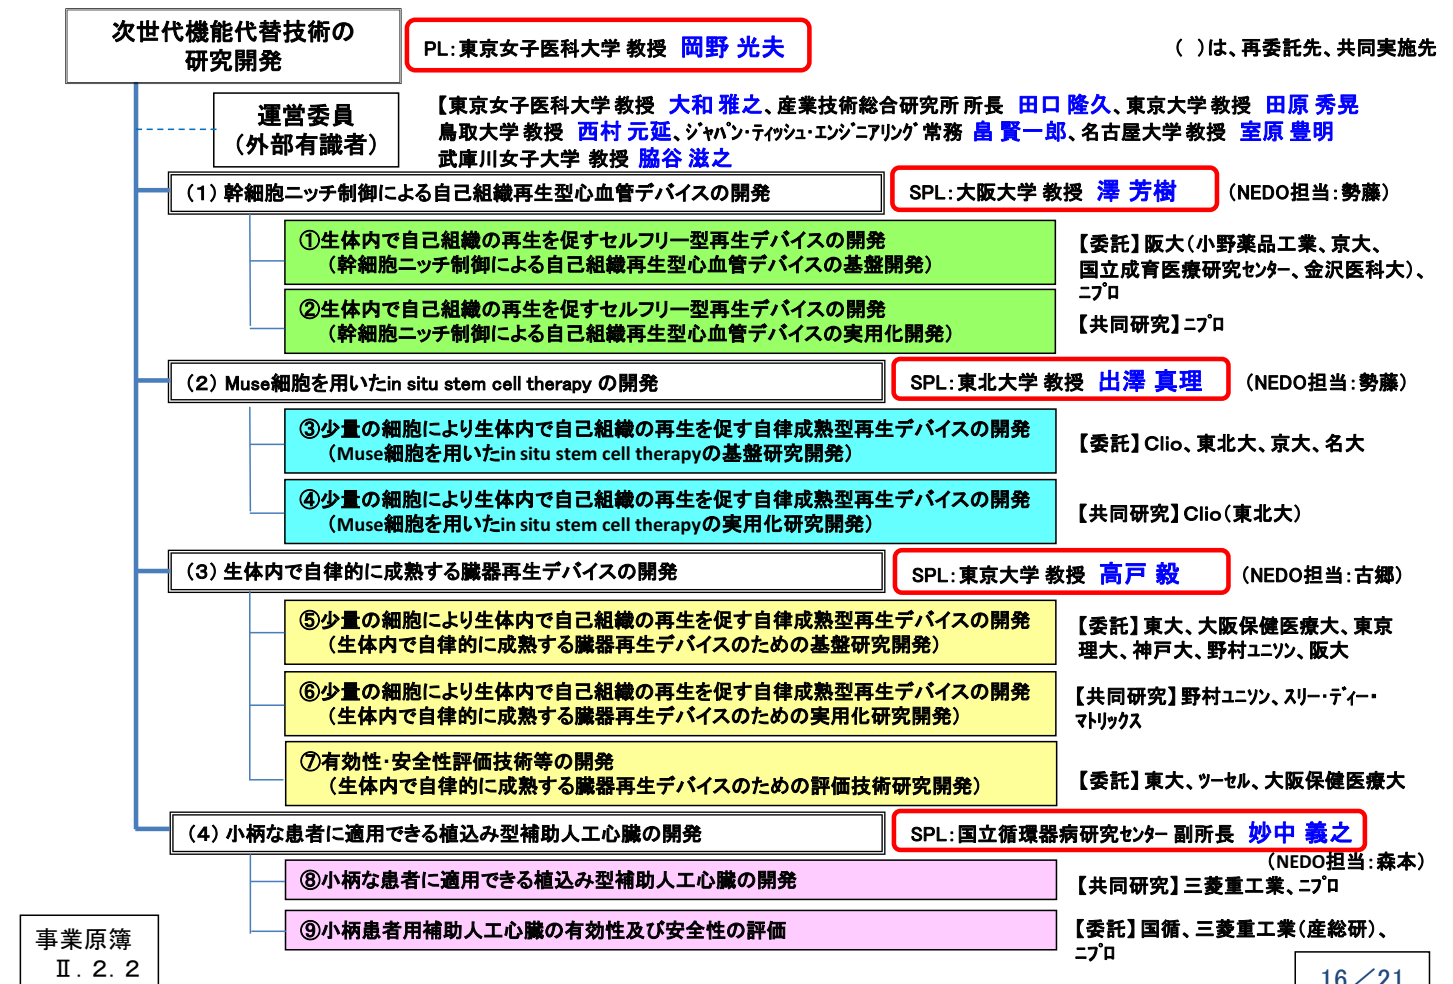 次世代機能代替技術の
研究開発
PL：東京女子医科大学 教授 岡野 光夫
（ ）は、再委託先、共同実施先
運営委員
（外部有識者）
【東京女子医科大学 教授 大和 雅之、産業技術総合研究所 所長 田口 隆久、東京大学 教授 田原 秀晃
鳥取大学 教授 西村 元延、ｼﾞｬﾊﾟﾝ・ﾃｨｯｼｭ・ｴﾝｼﾞﾆｱﾘﾝｸﾞ 常務 畠 賢一郎、名古屋大学 教授 室原 豊明
武庫川女子大学 教授 脇谷 滋之
（１）幹細胞ニッチ制御による自己組織再生型心血管デバイスの開発
SPL：大阪大学 教授 澤 芳樹
（NEDO担当：勢藤）
①生体内で自己組織の再生を促すセルフリー型再生デバイスの開発
（幹細胞ニッチ制御による自己組織再生型心血管デバイスの基盤開発）
【委託】阪大（小野薬品工業、京大、
国立成育医療研究ｾﾝﾀｰ、金沢医科大）、
ﾆﾌﾟﾛ
②生体内で自己組織の再生を促すセルフリー型再生デバイスの開発
（幹細胞ニッチ制御による自己組織再生型心血管デバイスの実用化開発）
【共同研究】ﾆﾌﾟﾛ
（２）Muse細胞を用いたin situ stem cell therapy の開発
SPL：東北大学 教授 出澤 真理
（NEDO担当：勢藤）
③少量の細胞により生体内で自己組織の再生を促す自律成熟型再生デバイスの開発
（Muse細胞を用いたin situ stem cell therapyの基盤研究開発）
【委託】Clio、東北大、京大、名大
④少量の細胞により生体内で自己組織の再生を促す自律成熟型再生デバイスの開発
（Muse細胞を用いたin situ stem cell therapyの実用化研究開発）
【共同研究】Clio（東北大）
（３）生体内で自律的に成熟する臓器再生デバイスの開発
SPL：東京大学 教授 高戸 毅
（NEDO担当：古郷）
⑤少量の細胞により生体内で自己組織の再生を促す自律成熟型再生デバイスの開発
（生体内で自律的に成熟する臓器再生デバイスのための基盤研究開発）
【委託】東大、大阪保健医療大、東京
理大、神戸大、野村ﾕﾆｿﾝ、阪大
⑥少量の細胞により生体内で自己組織の再生を促す自律成熟型再生デバイスの開発
（生体内で自律的に成熟する臓器再生デバイスのための実用化研究開発）
【共同研究】野村ﾕﾆｿﾝ、ｽﾘｰ・ﾃﾞｨｰ・
ﾏﾄﾘｯｸｽ
⑦有効性・安全性評価技術等の開発
（生体内で自律的に成熟する臓器再生デバイスのための評価技術研究開発）
【委託】東大、ﾂｰｾﾙ、大阪保健医療大
（４）小柄な患者に適用できる植込み型補助人工心臓の開発
SPL：国立循環器病研究ｾﾝﾀｰ 副所長 妙中 義之
（NEDO担当：森本）
⑧小柄な患者に適用できる植込み型補助人工心臓の開発
【共同研究】三菱重工業、ﾆﾌﾟﾛ
⑨小柄患者用補助人工心臓の有効性及び安全性の評価
【委託】国循、三菱重工業（産総研）、
ﾆﾌﾟﾛ
事業原簿
Ⅱ．２．２
16／21